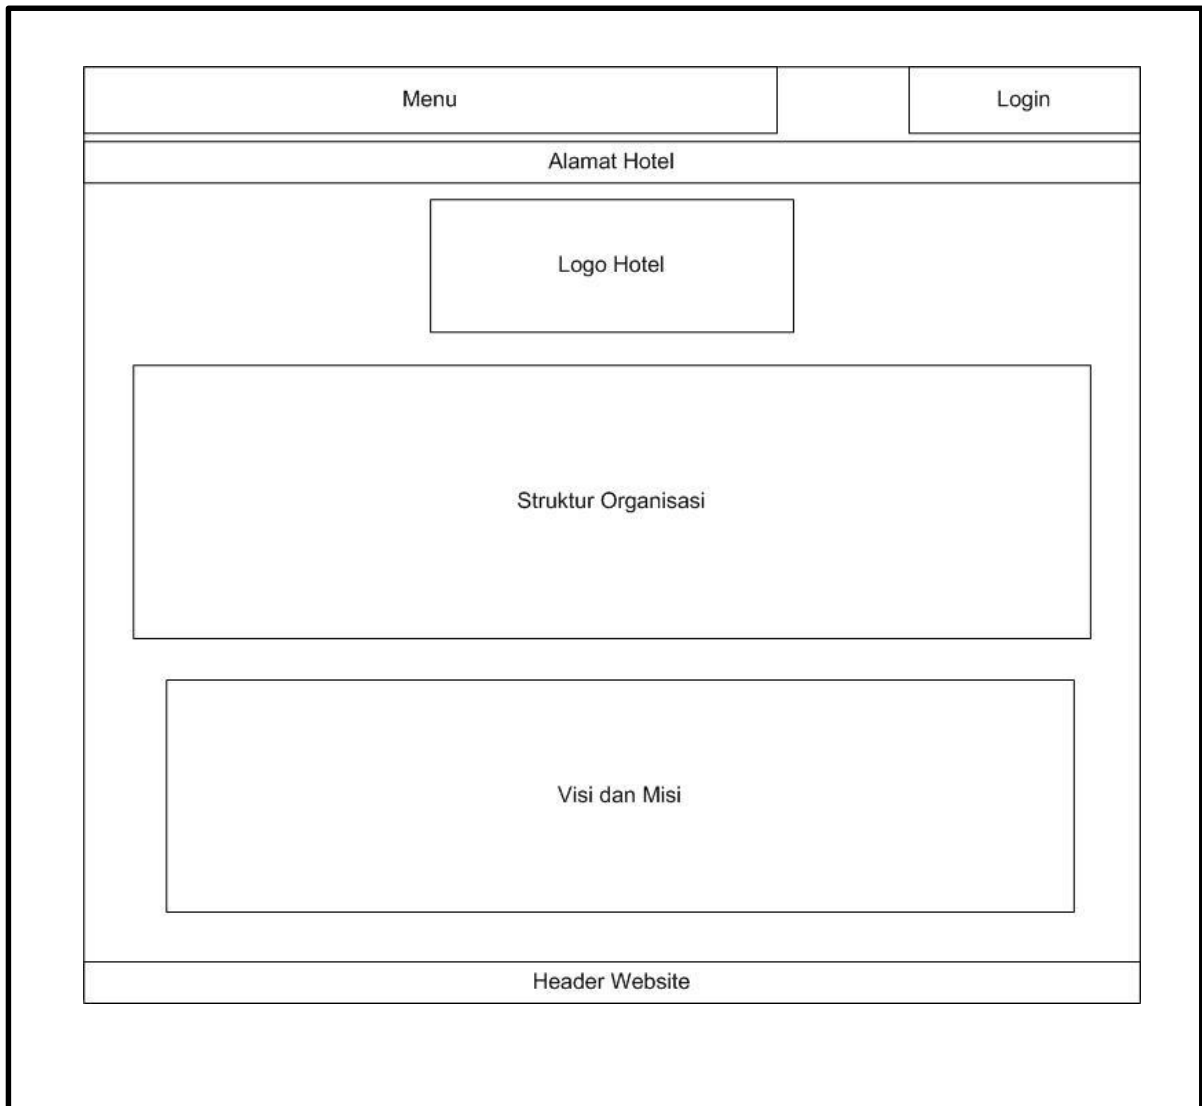 Menu
Login
Alamat Hotel
Logo Hotel
Struktur Organisasi
Visi dan Misi
Header Website